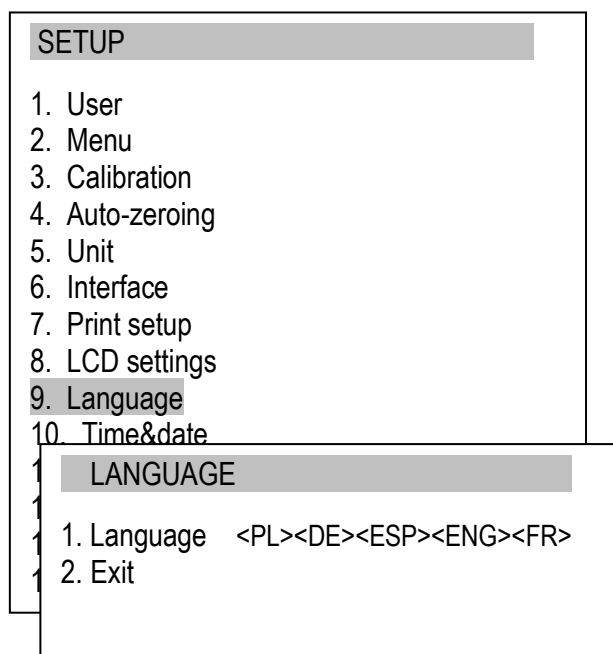 SETUP
1. User
2. Menu
3. Calibration
4. Auto-zeroing
5. Unit
6. Interface
7. Print setup
8. LCD settings
9. Language
10. Time&date
LANGUAGE
1. Language <PL><DE><ESP><ENG><FR>
2. Exit